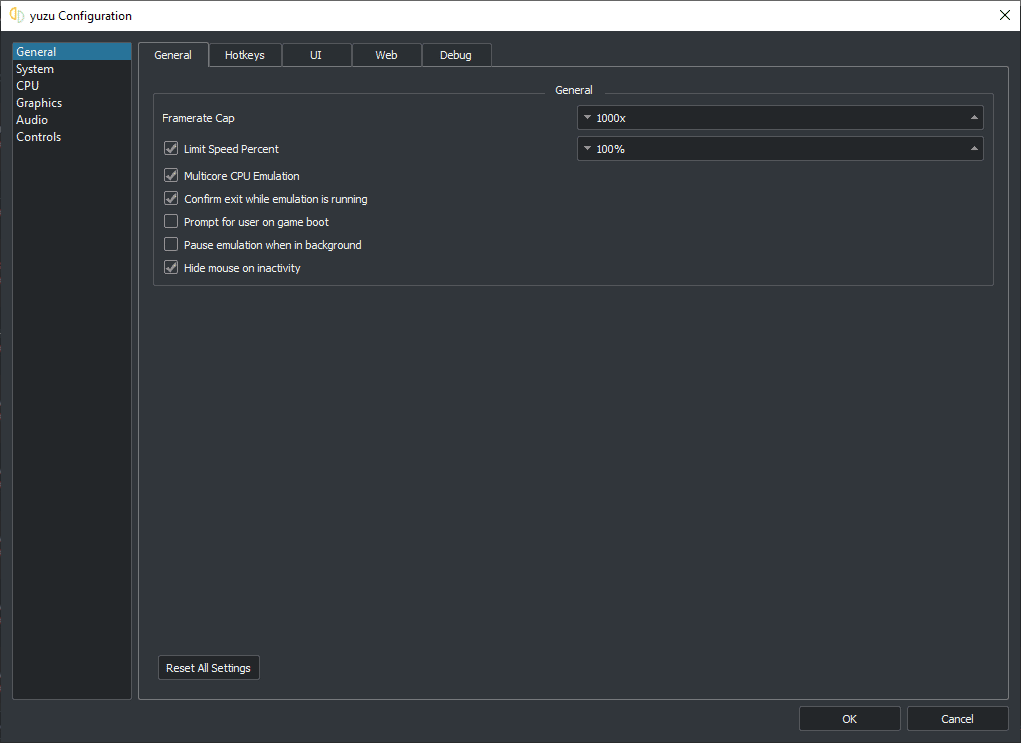 yuzu Configuration
General
System
CPU
Graphics
Audio
Controls
General Hotkeys UI Web Debug
General
Framerate Cap 1000x
Limit Speed Percent 100%
Multicore CPU Emulation
Confirm exit while emulation is running
Prompt for user on game boot
Pause emulation when in background
Hide mouse on inactivity
Reset All Settings
OK Cancel